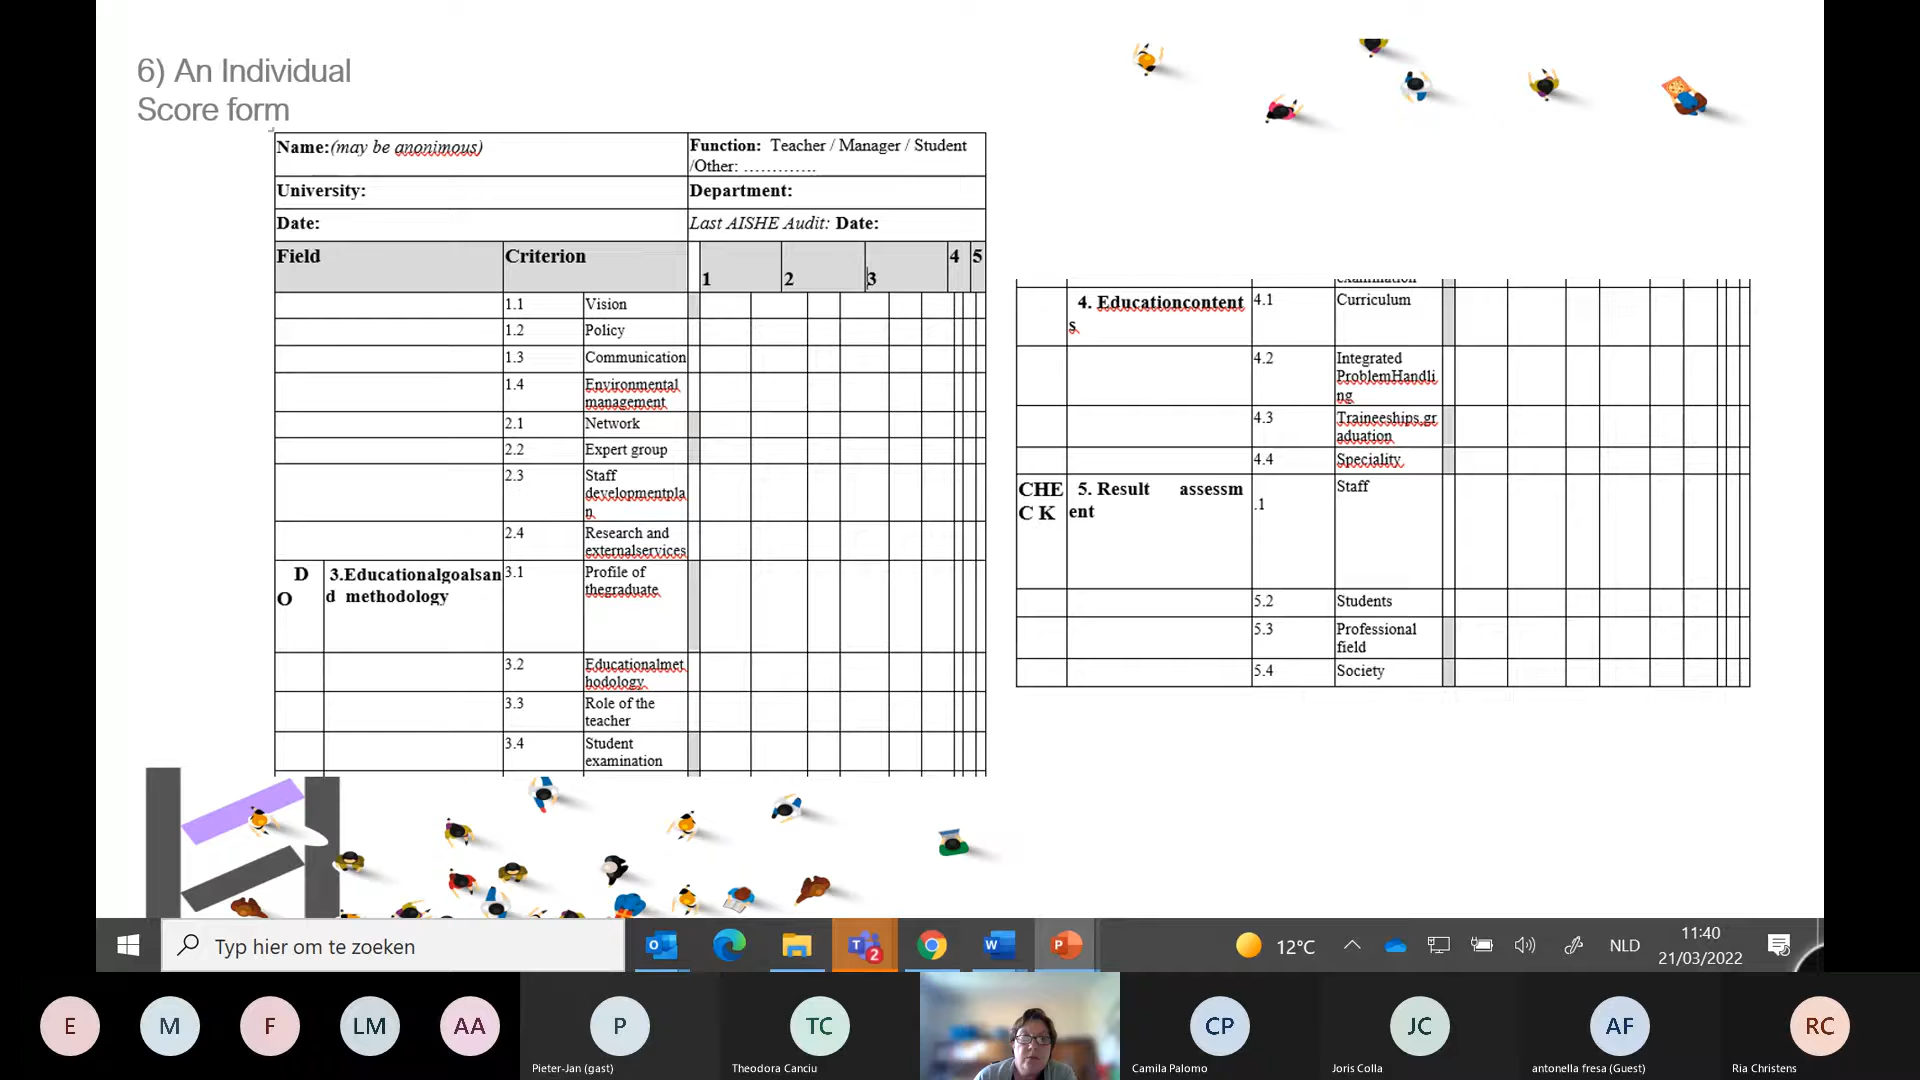 6) An Individual
Score form
Name:(may be anonimous)
Function: Teacher / Manager / Student
/Other: .............
University:
Department:
Date:
Last AISHE Audit: Date:
Field
Criterion
1
2
3
4
5
1.1 Vision
1.2 Policy
1.3 Communication
1.4 Environmental
management
2.1 Network
2.2 Expert group
2.3 Staff
developmentpla
n
2.4 Research and
externalservices
D
O
3.Educationalgoalsan
d methodology
3.1 Profile of
thegraduate
3.2 Educationalmet
hodology
3.3 Role of the
teacher
3.4 Student
examination
examination
4. Educationcontent
s
4.1 Curriculum
4.2 Integrated
ProblemHandli
ng
4.3 Traineeships,gr
aduation
4.4 Speciality
CHE
C K
5. Result assessm
ent
.1 Staff
5.2 Students
5.3 Professional
field
5.4 Society
Typ hier om te zoeken
O
T
2
W
P
12°C
NLD
11:40
21/03/2022
E
M
F
LM
AA
P
TC
CP
JC
AF
RC
Pieter-Jan (gast)
Theodora Canciu
Camila Palomo
Joris Colla
antonella fresa (Guest)
Ria Christens